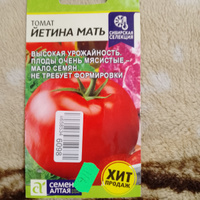 ТОМАТ
ЙЕТИНА МАТЬ
СИБИРСКАЯ
СЕЛЕКЦИЯ
ВЫСОКАЯ УРОЖАЙНОСТЬ.
ПЛОДЫ ОЧЕНЬ МЯСИСТЫЕ,
МАЛО СЕМЯН.
НЕ ТРЕБУЕТ ФОРМИРОВКИ
8609
ХИТ
ПРОДАЖ
СЕМЕНА
АЛТАЯ